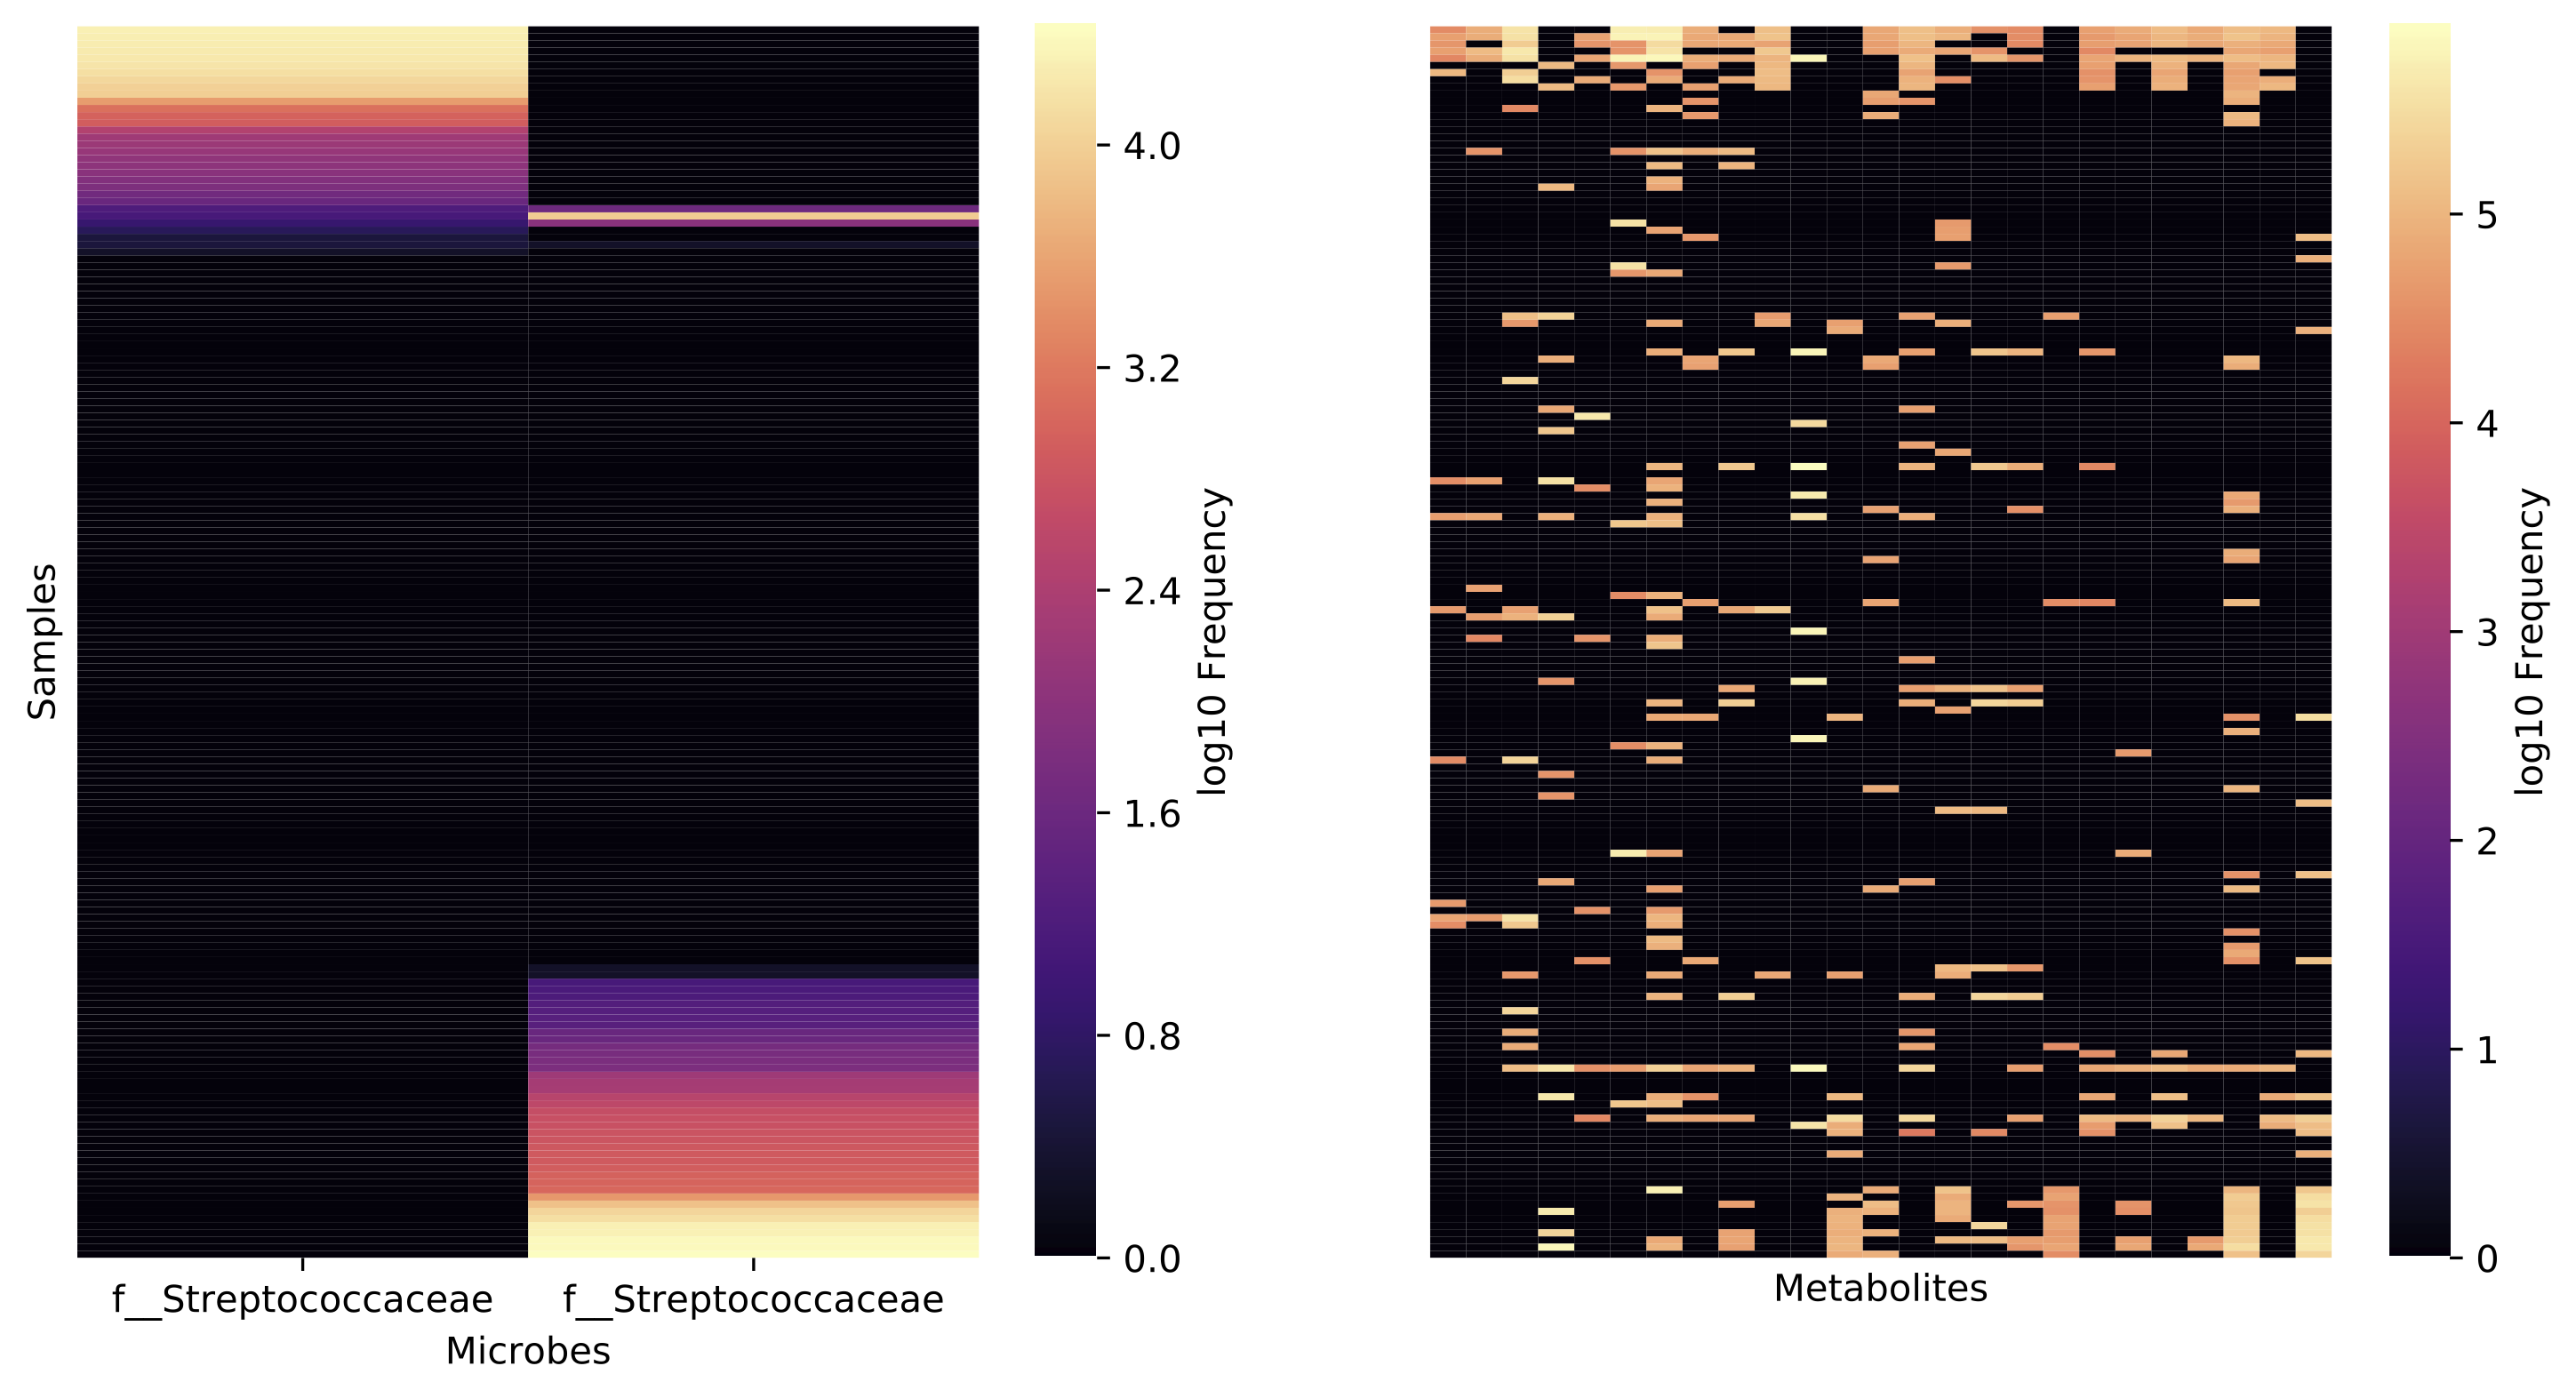 Samples
f__Streptococcaceae
f__Streptococcaceae
Microbes
4.0
3.2
2.4
1.6
0.8
0.0
log10 Frequency
Metabolites
5
4
3
2
1
0
log10 Frequency